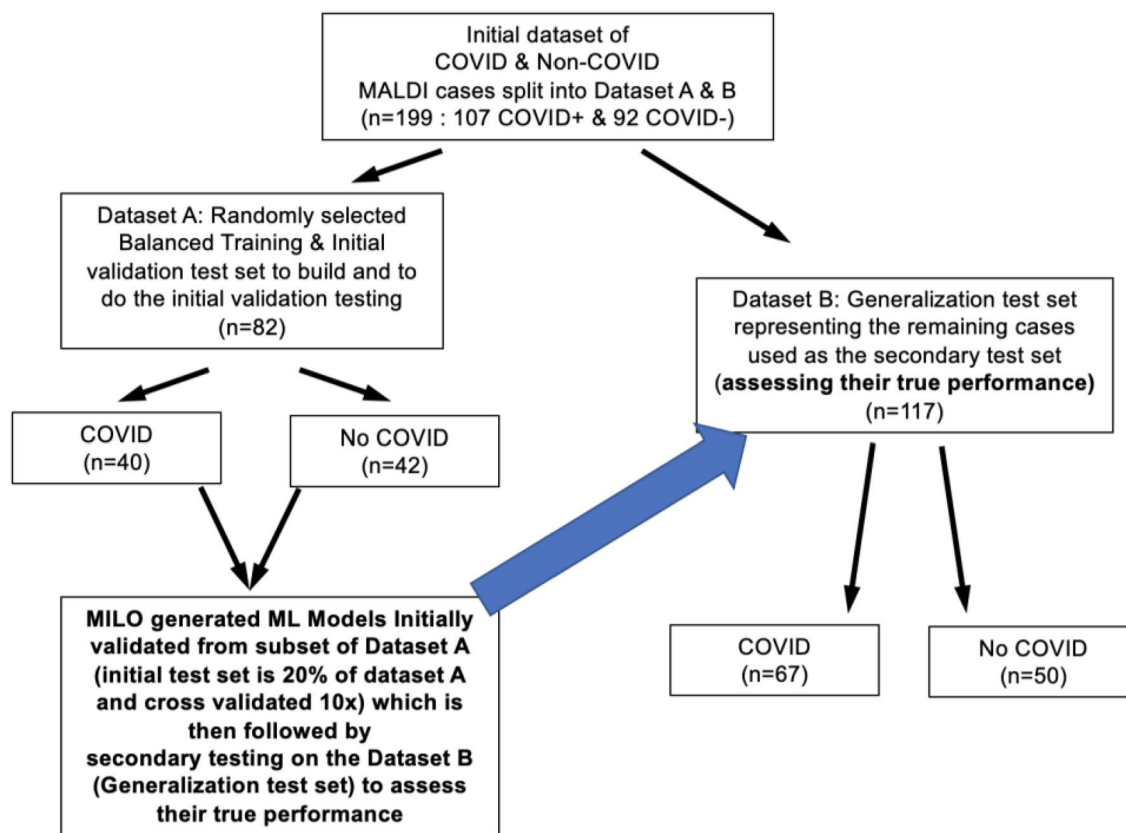 Initial dataset of
COVID & Non-COVID
MALDI cases split into Dataset A & B
(n=199 : 107 COVID+ & 92 COVID-)
Dataset A: Randomly selected
Balanced Training & Initial
validation test set to build and to
do the initial validation testing
(n=82)
Dataset B: Generalization test set
representing the remaining cases
used as the secondary test set
(assessing their true performance)
(n=117)
COVID
(n=40)
No COVID
(n=42)
MILO generated ML Models Initially
validated from subset of Dataset A
(initial test set is 20% of dataset A
and cross validated 10x) which is
then followed by
secondary testing on the Dataset B
(Generalization test set) to assess
their true performance
COVID
(n=67)
No COVID
(n=50)